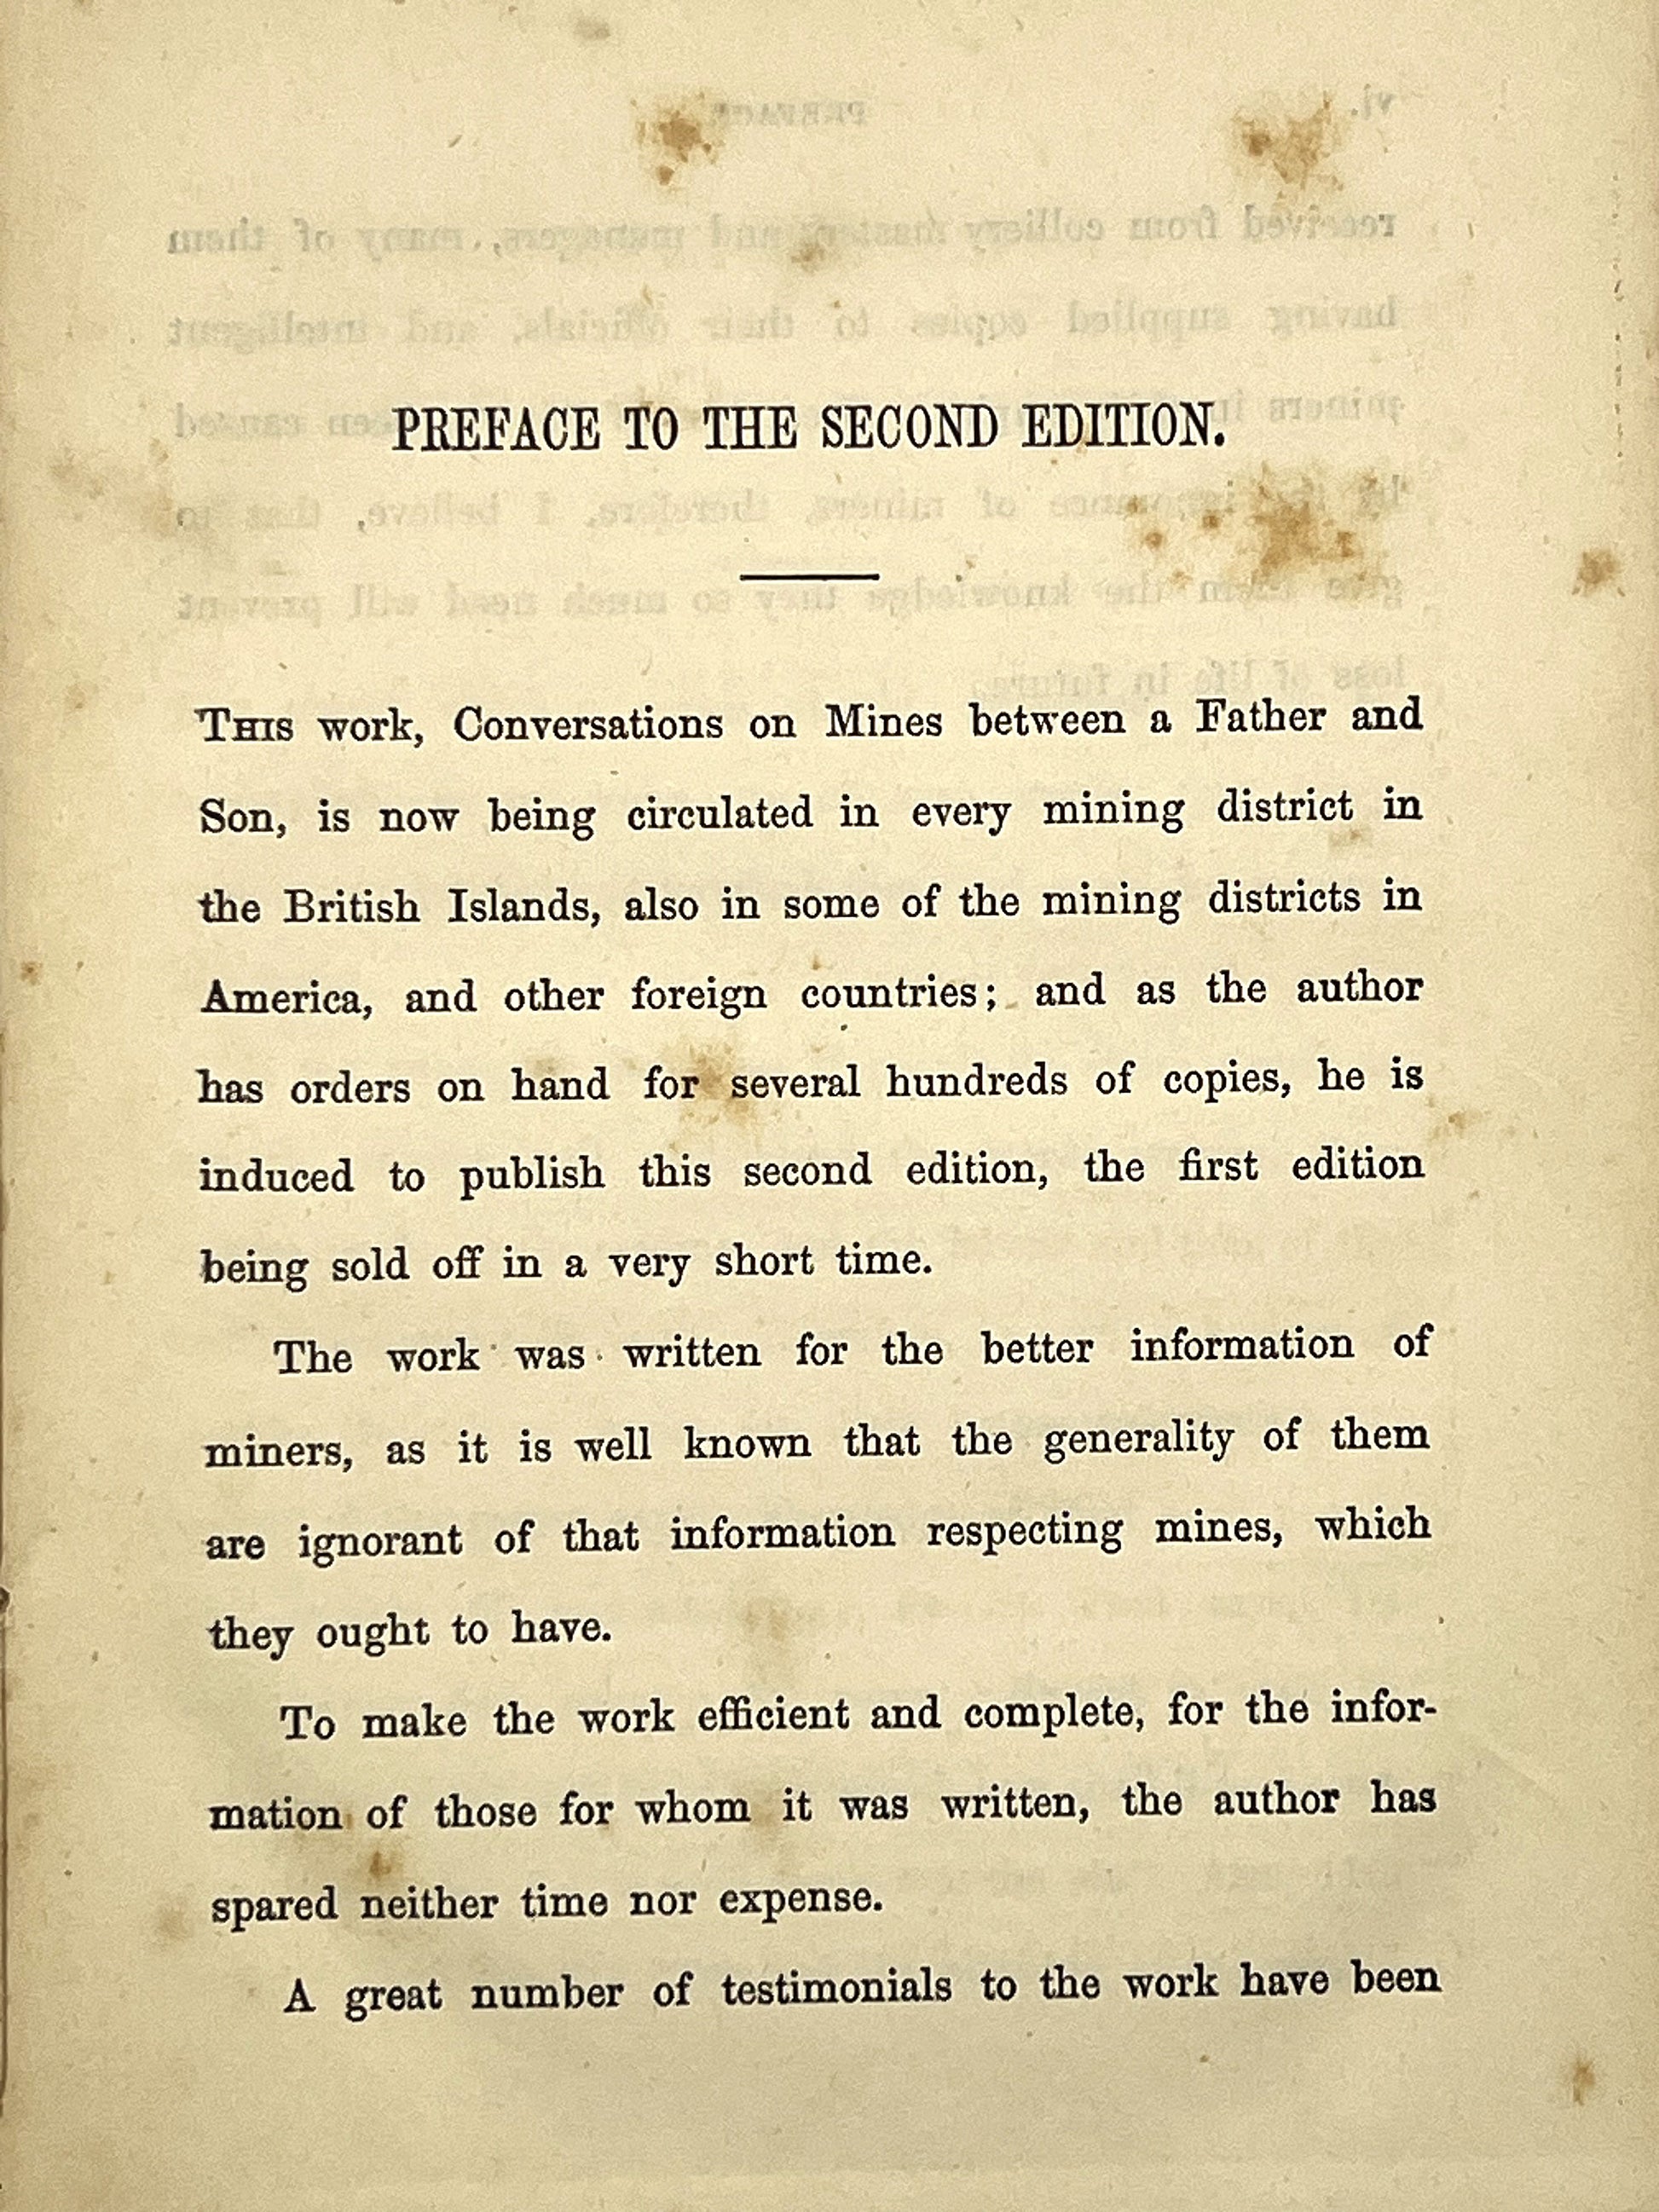 PREFACE TO THE SECOND EDITION.
THIS work, Conversations on Mines between a Father and
Son, is now being circulated in every mining district in
the British Islands, also in some of the mining districts in
America, and other foreign countries; and as the author
has orders on hand for several hundreds of copies, he is
induced to publish this second edition, the first edition
being sold off in a very short time.
The work was written for the better information of
miners, as it is well known that the generality of them
are ignorant of that information respecting mines, which
they ought to have.
To make the work efficient and complete, for the infor-
mation of those for whom it was written, the author has
spared neither time nor expense.
A great number of testimonials to the work have been